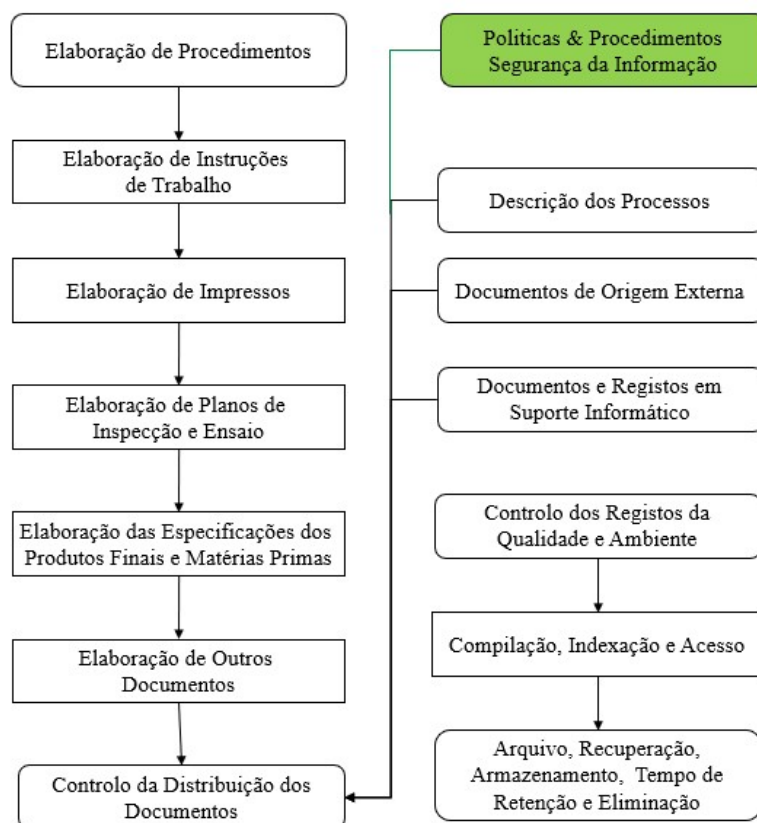 Elaboração de Procedimentos
Elaboração de Instruções
de Trabalho
Elaboração de Impressos
Elaboração de Planos de
Inspecção e Ensaio
Elaboração das Especificações dos
Produtos Finais e Matérias Primas
Elaboração de Outros
Documentos
Controlo da Distribuição dos
Documentos
Politicas & Procedimentos
Segurança da Informação
Descrição dos Processos
Documentos de Origem Externa
Documentos e Registos em
Suporte Informático
Controlo dos Registos da
Qualidade e Ambiente
Compilação, Indexação e Acesso
Arquivo, Recuperação,
Armazenamento, Tempo de
Retenção e Eliminação